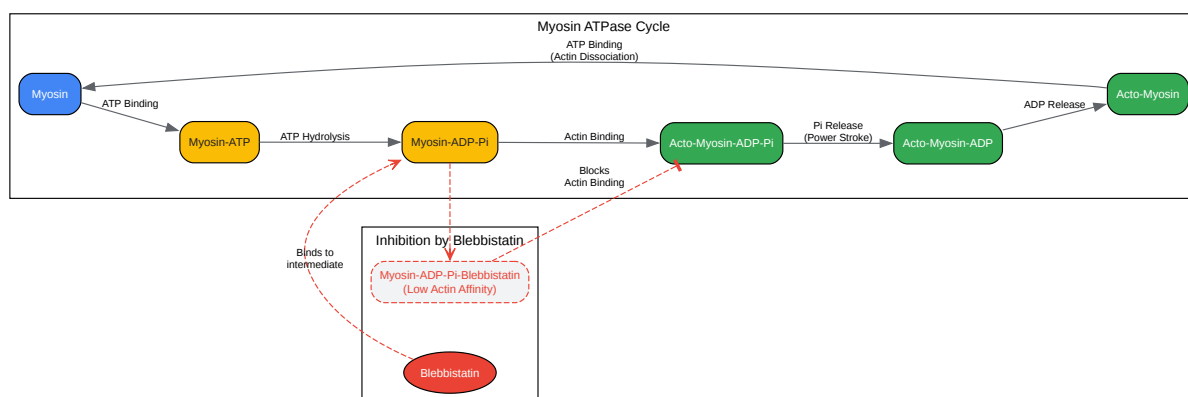 Myosin ATPase Cycle
ATP Binding
(Actin Dissociation)
Myosin
Acto-Myosin
ATP Binding
ADP Release
Myosin-ATP
ATP Hydrolysis
Myosin-ADP-Pi
Actin Binding
Acto-Myosin-ADP-Pi
Pi Release
(Power Stroke)
Acto-Myosin-ADP
Blocks
Actin Binding
Inhibition by Blebbistatin
Binds to
intermediate
Myosin-ADP-Pi-Blebbistatin
(Low Actin Affinity)
Blebbistatin